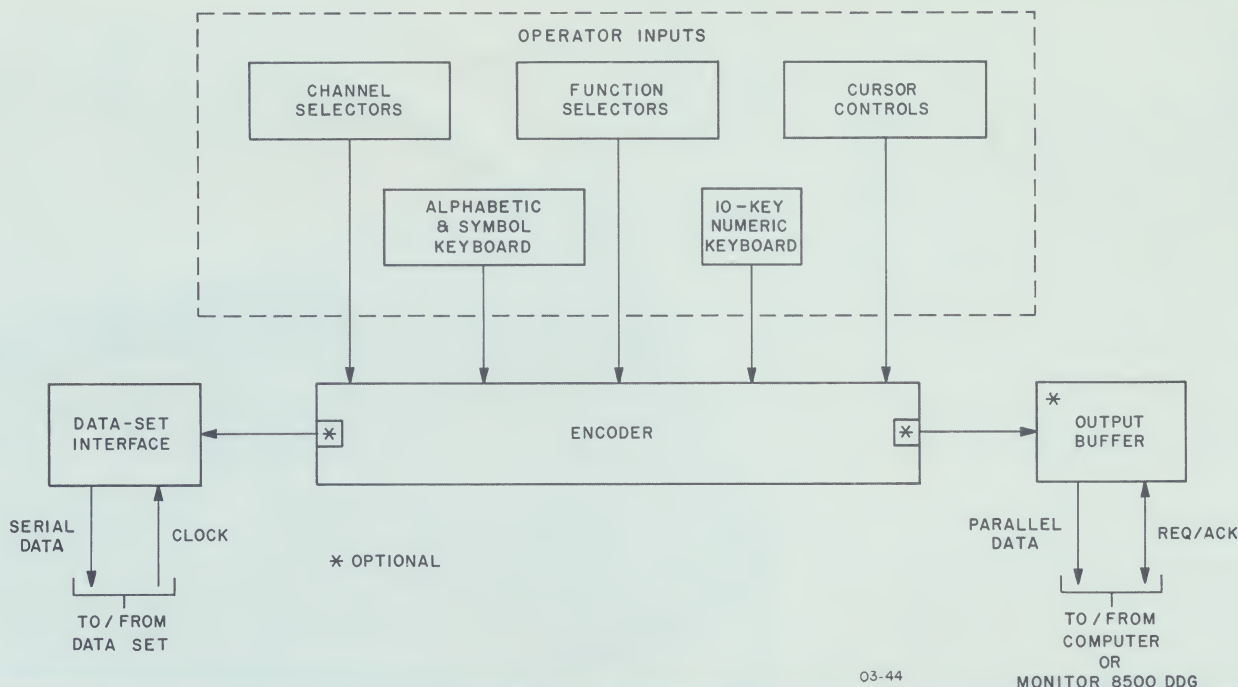 OPERATOR INPUTS
CHANNEL
SELECTORS
FUNCTION
SELECTORS
CURSOR
CONTROLS
ALPHABETIC
& SYMBOL
KEYBOARD
10-KEY
NUMERIC
KEYBOARD
DATA-SET
INTERFACE
*
ENCODER
*
*
OUTPUT
BUFFER
SERIAL
DATA
CLOCK
* OPTIONAL
PARALLEL
DATA
REQ/ACK
TO/FROM
DATA SET
TO/FROM
COMPUTER
OR
MONITOR 8500 DDG
03-44